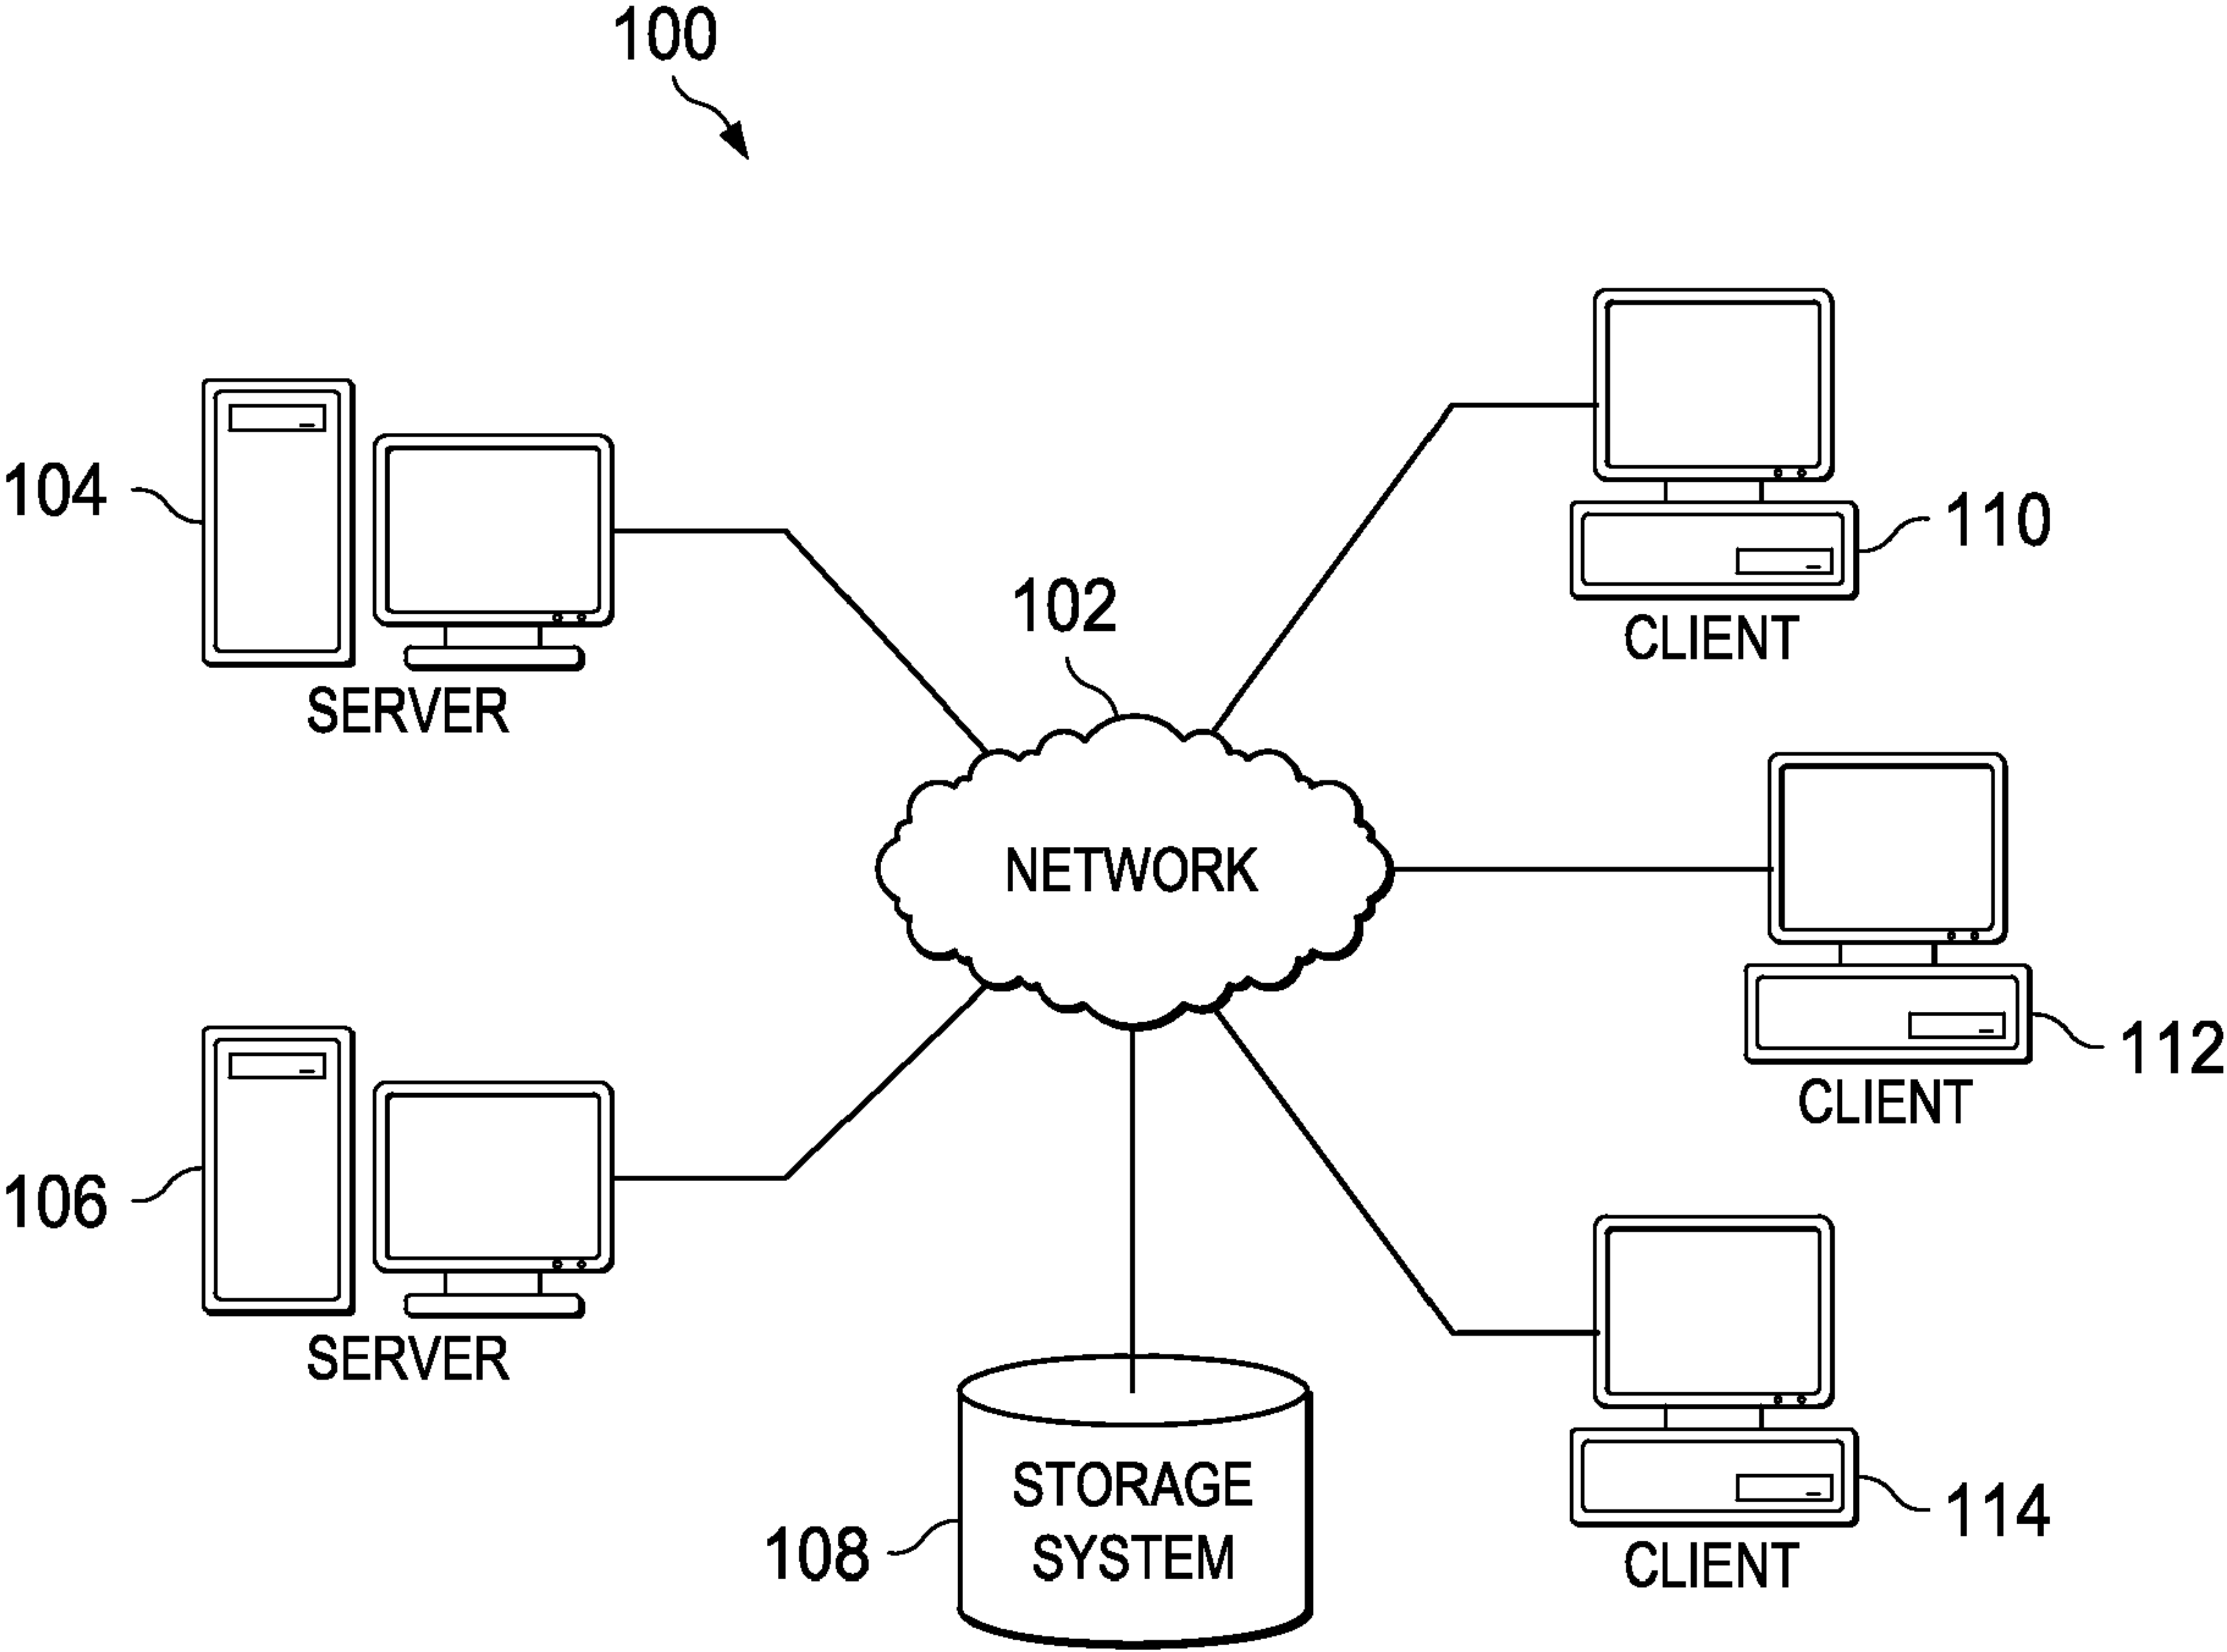 100
104
SERVER
110
CLIENT
102
NETWORK
112
CLIENT
106
SERVER
STORAGE
SYSTEM
108
114
CLIENT